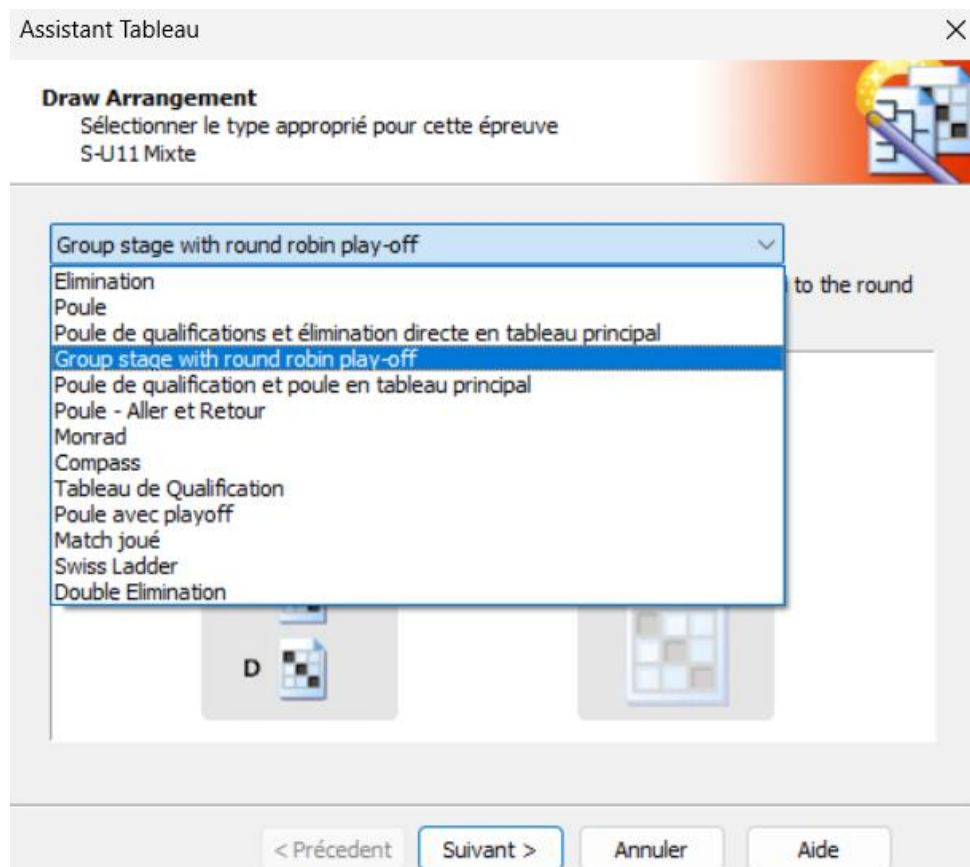 Assistant Tableau
Draw Arrangement
Sélectionner le type approprié pour cette épreuve
S-U11 Mixte
Group stage with round robin play-off
Elimination
to the round
Poule
Poule de qualifications et élimination directe en tableau principal
Group stage with round robin play-off
Poule de qualification et poule en tableau principal
Poule - Aller et Retour
Monrad
Compass
Tableau de Qualification
Poule avec playoff
Match joué
Swiss Ladder
Double Elimination
D
< Précedent
Suivant >
Annuler
Aide